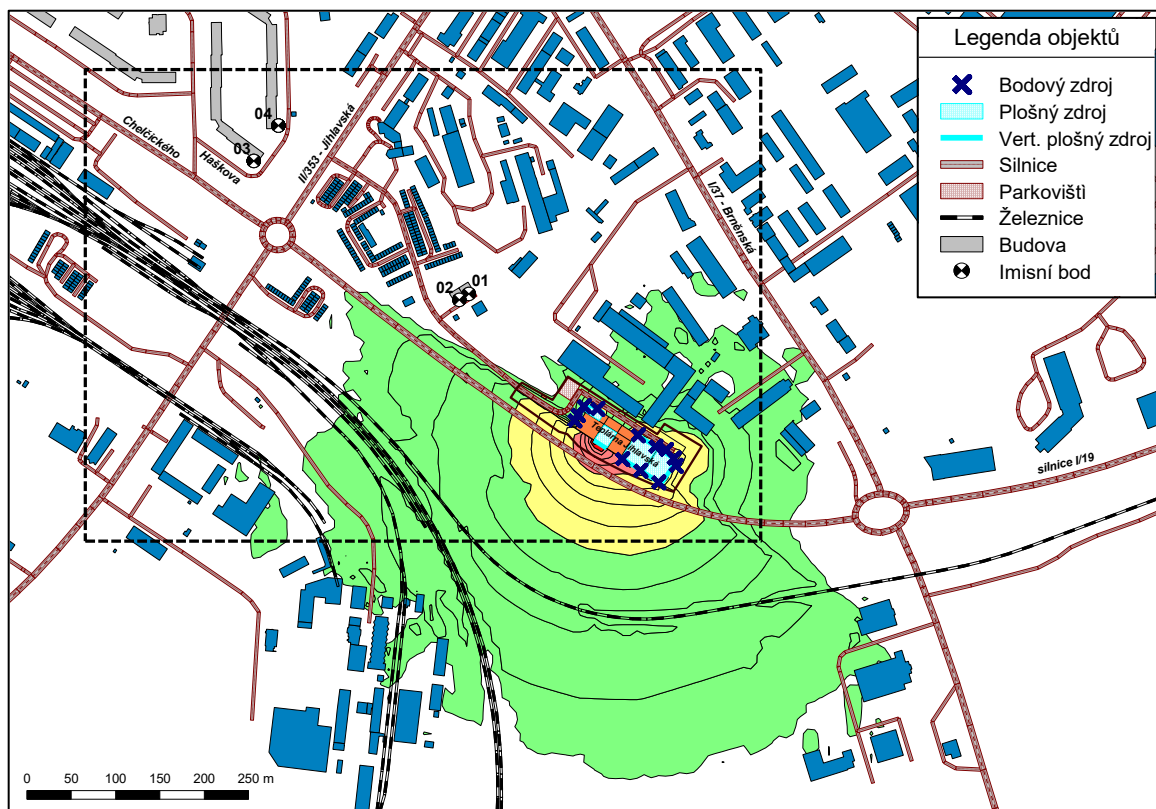 Legenda objektů
Bodový zdroj
Plošný zdroj
Vert. plošný zdroj
Silnice
Parkovišti
Železnice
Budova
Imisní bod
04
03
Chelčického
Haškova
II/353 - Jihlavská
I/37 - Brněnská
02
01
Teplárna Jihlavská
silnice I/19
0 50 100 150 200 250 m